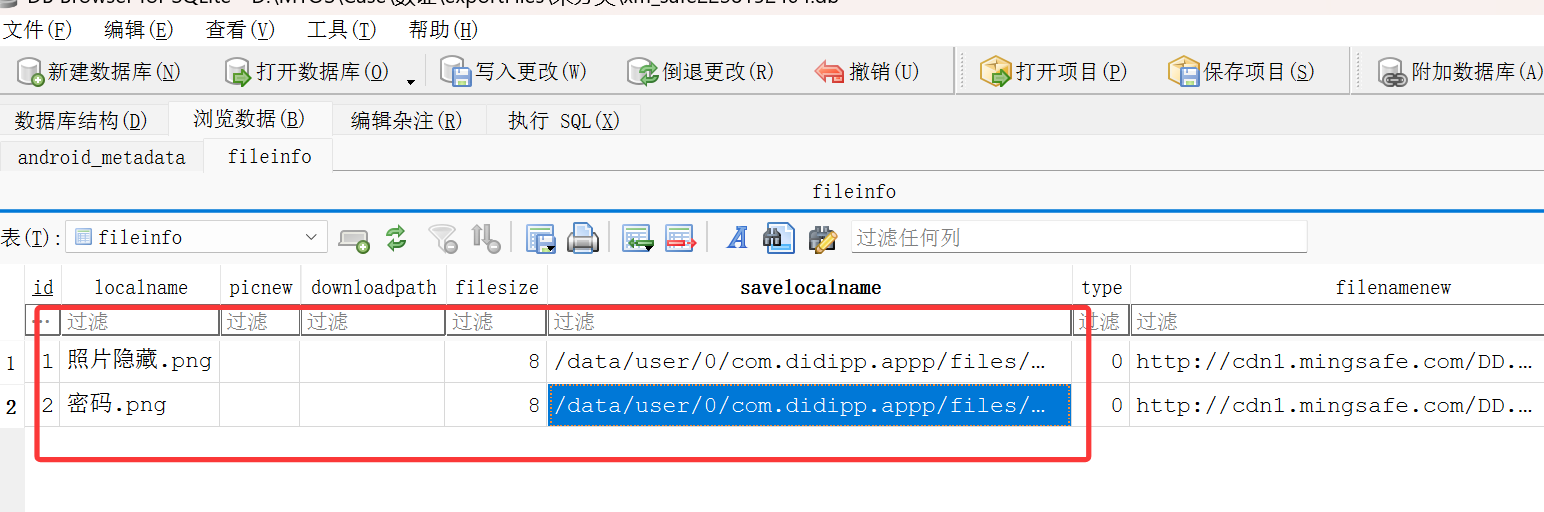 文件(F) 编辑(E) 查看(V) 工具(T) 帮助(H)
新建数据库(N) 打开数据库(O) 写入更改(W) 倒退更改(R) 撤销(U) 打开项目(P) 保存项目(S) 附加数据库(A)
数据库结构(D) 浏览数据(B) 编辑杂注(R) 执行 SQL(X)
android_metadata fileinfo
fileinfo
表(T): fileinfo 过滤任何列
id localname picnew downloadpath filesize savelocalname type filenamenew
… 过滤 过滤 过滤 过滤 过滤 过滤 过滤
1 1 照片隐藏.png 8 /data/user/0/com.didipp.appp/files/… 0 http://cdn1.mingsafe.com/DD.…
2 2 密码.png 8 /data/user/0/com.didipp.appp/files/… 0 http://cdn1.mingsafe.com/DD.…